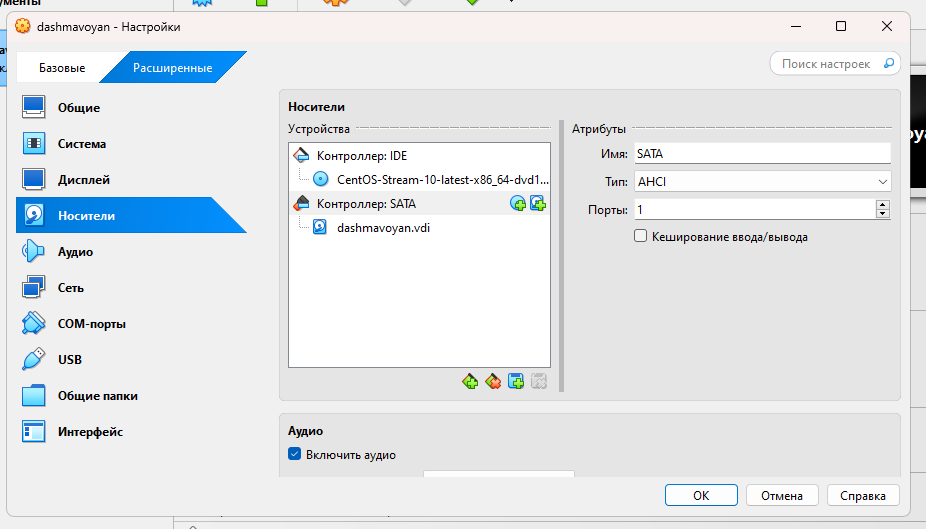 ументы
dashmavoyan - Настройки
Базовые
Расширенные
Поиск настроек
Общие
Система
Дисплей
Носители
Аудио
Сеть
COM-порты
USB
Общие папки
Интерфейс
Носители
Устройства
Контроллер: IDE
CentOS-Stream-10-latest-x86_64-dvd1...
Контроллер: SATA
dashmavoyan.vdi
Атрибуты
Имя: SATA
Тип: AHCI
Порты: 1
Кеширование ввода/вывода
Аудио
Включить аудио
OK
Отмена
Справка